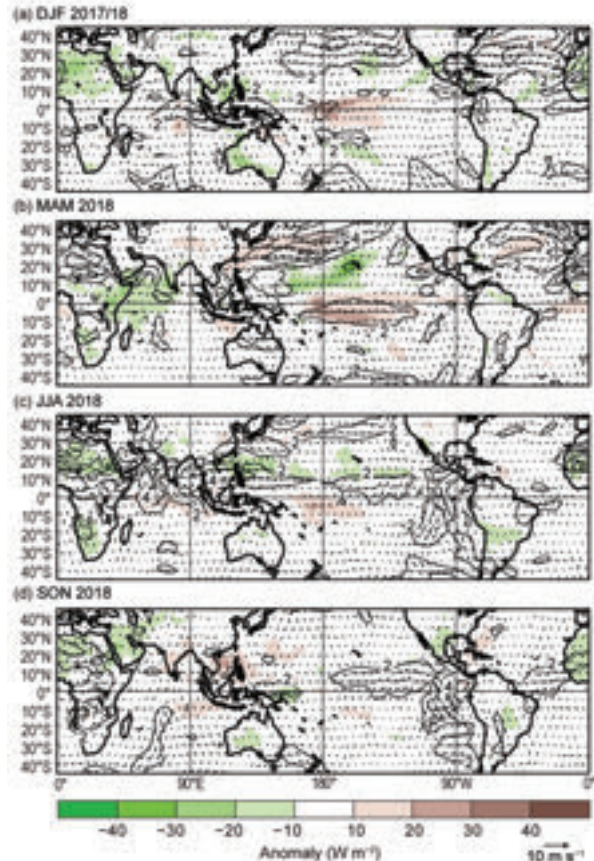 (a) DJF 2017/18
40°N
30°N
20°N
10°N
0°
10°S
20°S
30°S
40°S
(b) MAM 2018
40°N
30°N
20°N
10°N
0°
10°S
20°S
30°S
40°S
(c) JJA 2018
40°N
30°N
20°N
10°N
0°
10°S
20°S
30°S
40°S
(d) SON 2018
40°N
30°N
20°N
10°N
0°
10°S
20°S
30°S
40°S
0° 90°E 180° 90°W 0°
−40 −30 −20 −10 10 20 30 40
Anomaly (W m⁻²) 10 m s⁻¹